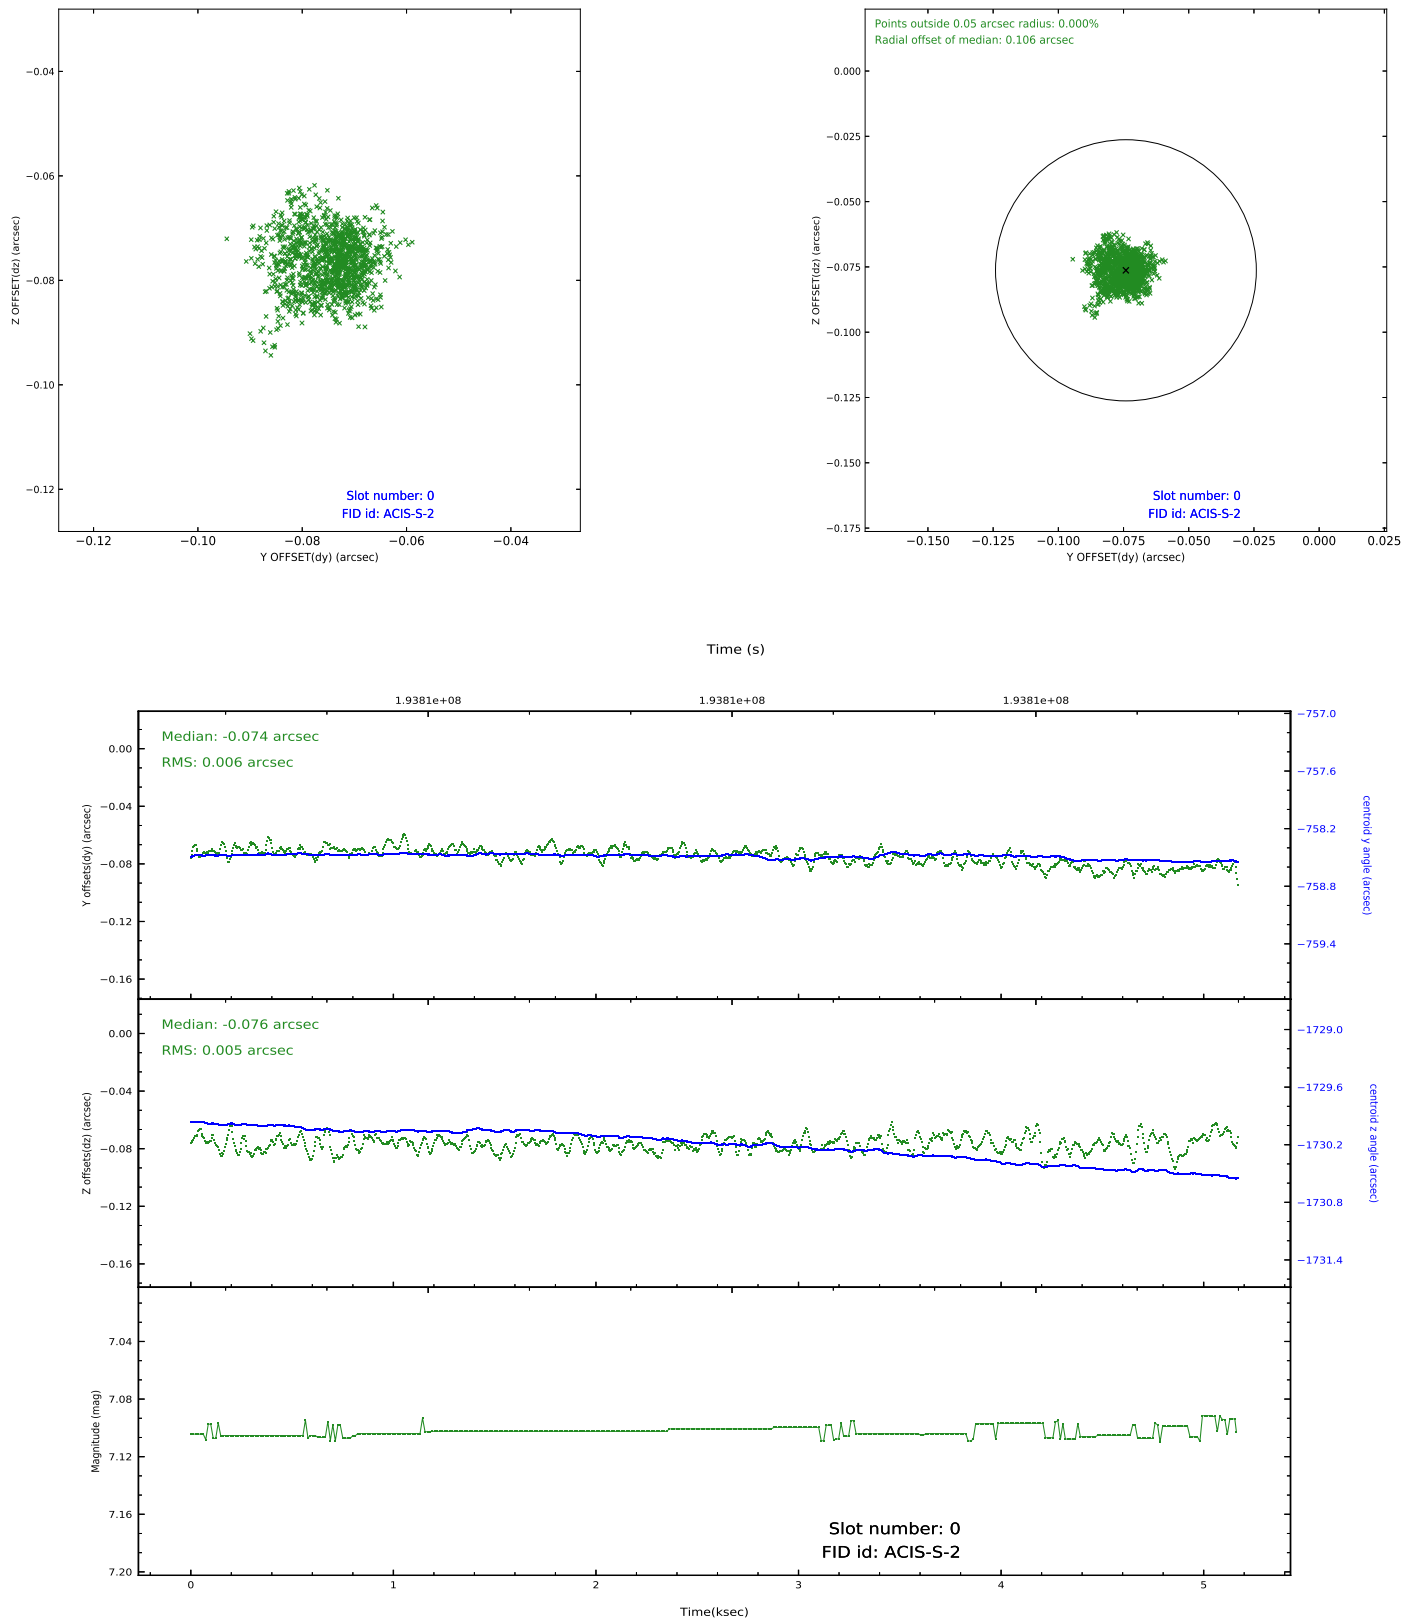 −0.04
−0.06
−0.08
−0.10
−0.12
Z OFFSET(dz) (arcsec)
Slot number: 0
FID id: ACIS-S-2
−0.12
−0.10
−0.08
−0.06
−0.04
Y OFFSET(dy) (arcsec)
Points outside 0.05 arcsec radius: 0.000%
Radial offset of median: 0.106 arcsec
0.000
−0.025
−0.050
−0.075
−0.100
−0.125
−0.150
−0.175
Z OFFSET(dz) (arcsec)
Slot number: 0
FID id: ACIS-S-2
−0.150
−0.125
−0.100
−0.075
−0.050
−0.025
0.000
0.025
Y OFFSET(dy) (arcsec)
Time (s)
1.9381e+08
1.9381e+08
1.9381e+08
Median: -0.074 arcsec
RMS: 0.006 arcsec
0.00
−0.04
−0.08
−0.12
−0.16
Y offsets(dy) (arcsec)
−757.0
−757.6
−758.2
−758.8
−759.4
centroid y angle (arcsec)
Median: -0.076 arcsec
RMS: 0.005 arcsec
0.00
−0.04
−0.08
−0.12
−0.16
Z offsets(dz) (arcsec)
−1729.0
−1729.6
−1730.2
−1730.8
−1731.4
centroid z angle (arcsec)
7.04
7.08
7.12
7.16
7.20
Magnitude (mag)
Slot number: 0
FID id: ACIS-S-2
0
1
2
3
4
5
Time(ksec)